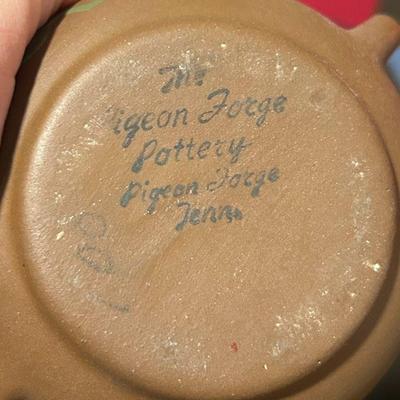 The
Pigeon Forge
Pottery
Pigeon Forge
Tenn.